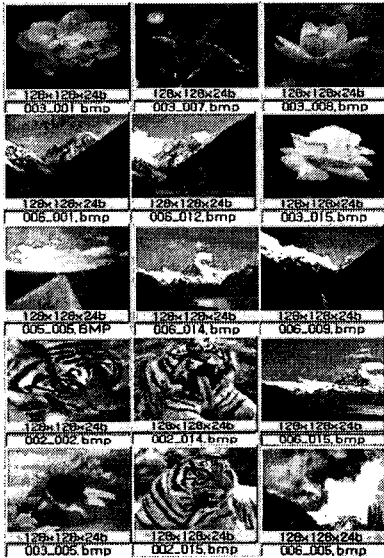 128x128x24b 128x128x24b 128x128x24b
003_001.bmp 003_007.bmp 003_008.bmp
128x128x24b 128x128x24b 128x128x24b
006_001.bmp 006_012.bmp 003_015.bmp
128x128x24b 128x128x24b 128x128x24b
005_005.BMP 006_014.bmp 006_009.bmp
128x128x24b 128x128x24b 128x128x24b
002_002.bmp 002_014.bmp 006_015.bmp
128x128x24b 128x128x24b 128x128x24b
003_005.bmp 002_015.bmp 006_005.bmp